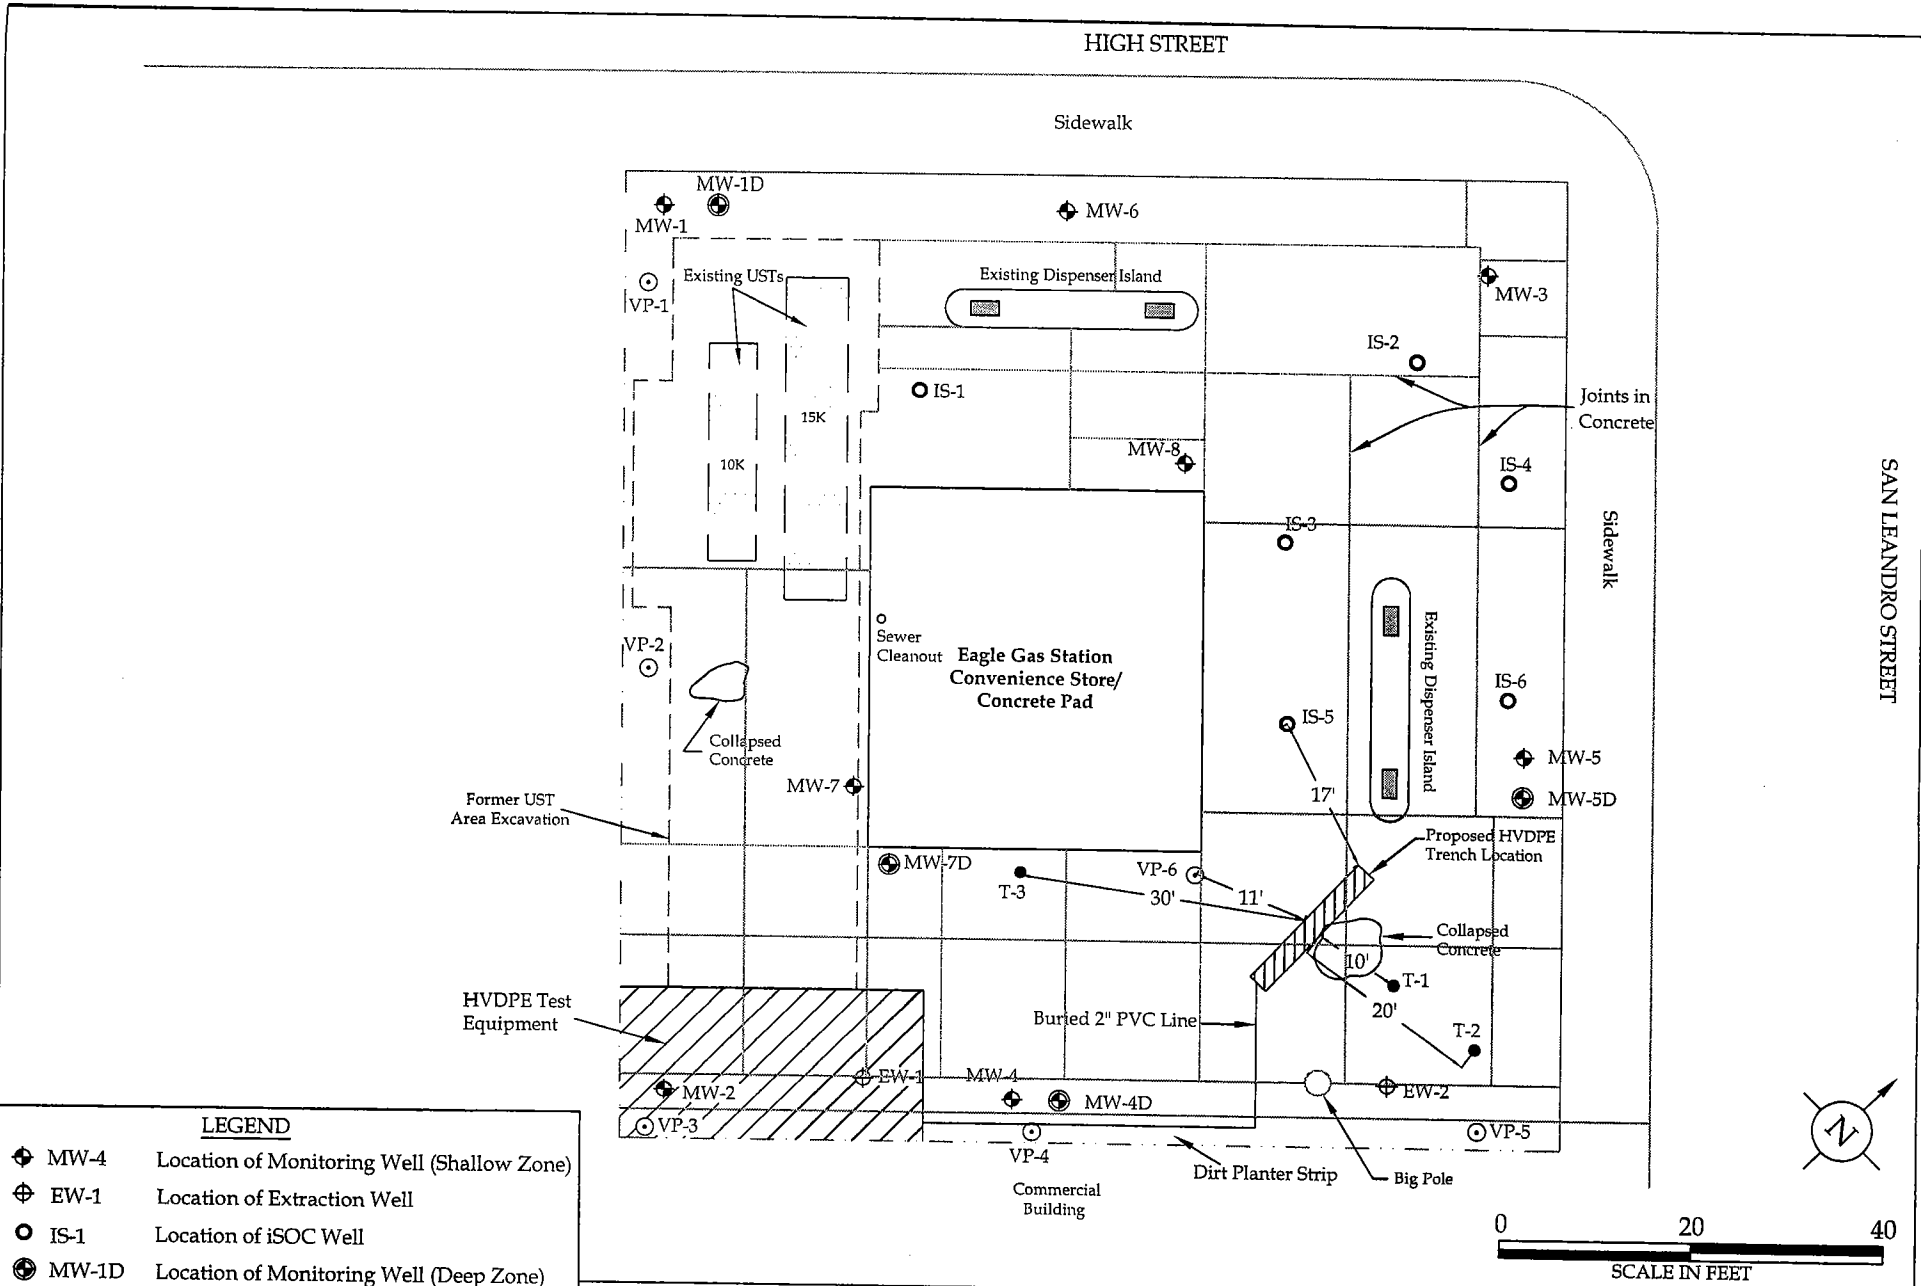 HIGH STREET
Sidewalk
MW-1D
MW-1
MW-6
Existing USTs
VP-1
Existing Dispenser Island
MW-3
IS-2
IS-1
Joints in
Concrete
15K
10K
MW-8
IS-4
IS-3
Sidewalk
SAN LEANDRO STREET
Sewer
Cleanout
Eagle Gas Station
Convenience Store/
Concrete Pad
VP-2
Existing Dispenser Island
IS-6
IS-5
Collapsed
Concrete
MW-5
MW-7
17'
MW-5D
Former UST
Area Excavation
Proposed HVDPE
Trench Location
MW-7D
T-3
VP-6
30'
11'
Collapsed
Concrete
10'
T-1
HVDPE Test
Equipment
20'
Buried 2" PVC Line
T-2
EW-1
MW-4
MW-2
MW-4D
EW-2
VP-3
VP-5
VP-4
Dirt Planter Strip
Big Pole
Commercial
Building
N
LEGEND
MW-4 Location of Monitoring Well (Shallow Zone)
EW-1 Location of Extraction Well
IS-1 Location of iSOC Well
MW-1D Location of Monitoring Well (Deep Zone)
0 20 40
SCALE IN FEET